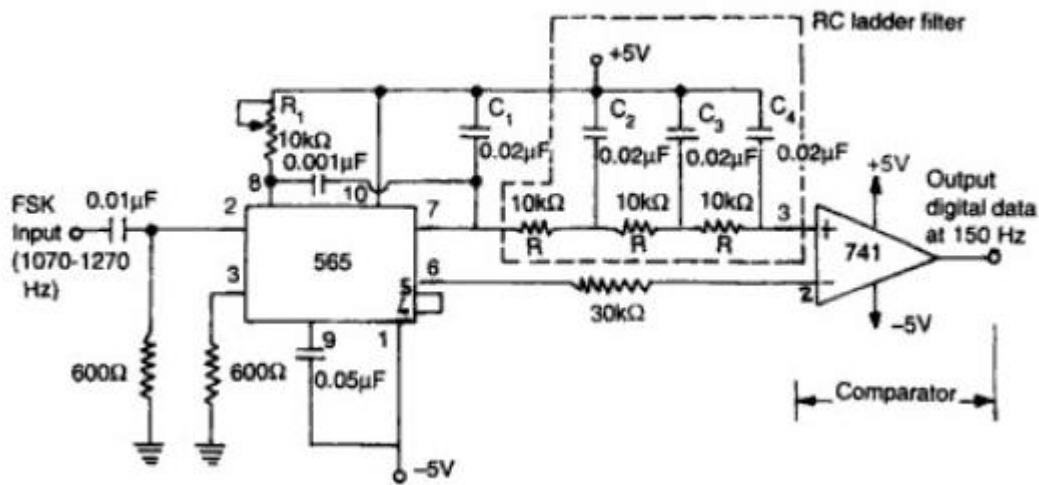 RC ladder filter
+5V
R1
10kΩ
0.001μF
C1
0.02μF
C2
0.02μF
C3
0.02μF
C4
0.02μF
+5V
Output
digital data
at 150 Hz
FSK
Input
(1070-1270
Hz)
0.01μF
8
10
2
7
10kΩ
R
10kΩ
R
10kΩ
R
3
+
741
565
3
6
5
4
30kΩ
2
–
–5V
9
1
600Ω
600Ω
0.05μF
Comparator
–5V